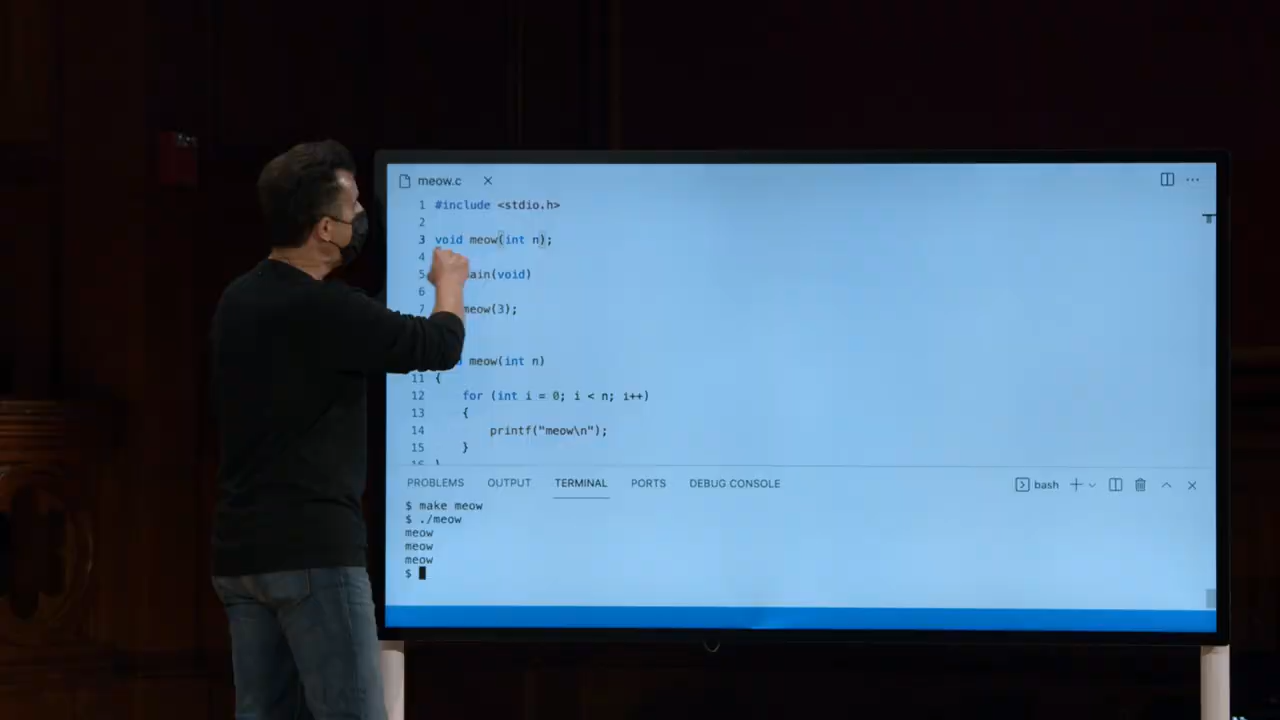 meow.c
1 #include <stdio.h>
2
3 void meow(int n);
4
5 ain(void)
6
7 meow(3);
meow(int n)
11 {
12 for (int i = 0; i < n; i++)
13 {
14 printf("meow\n");
15 }
PROBLEMS OUTPUT TERMINAL PORTS DEBUG CONSOLE bash
$ make meow
$ ./meow
meow
meow
meow
$